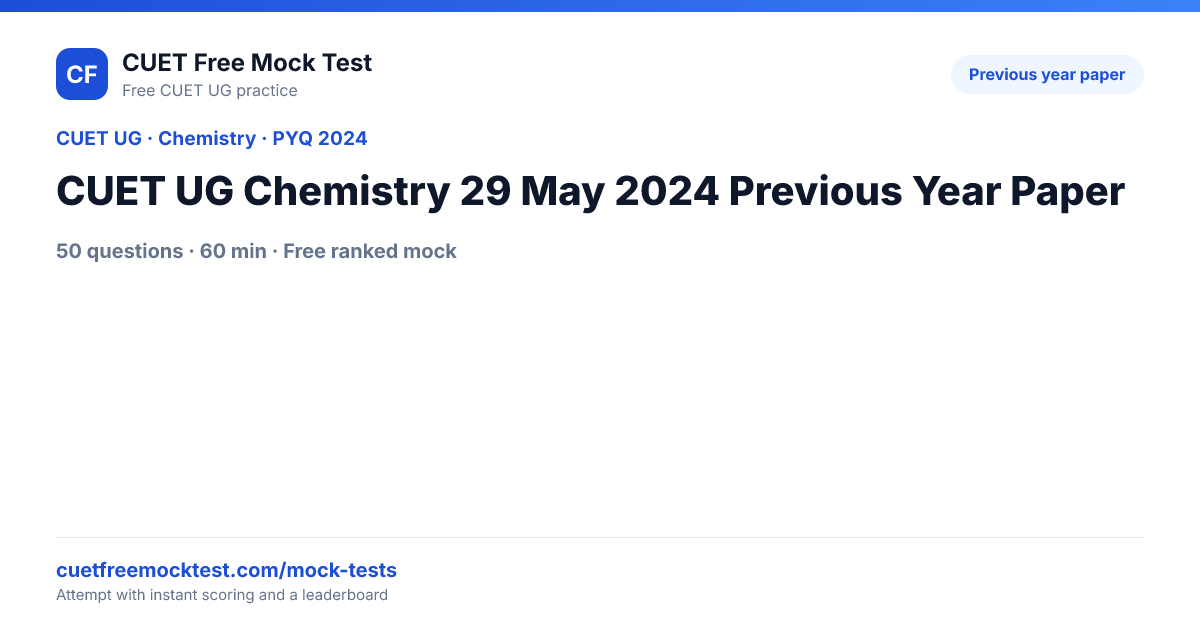 CF
CUET Free Mock Test
Free CUET UG practice
Previous year paper
CUET UG · Chemistry · PYQ 2024
CUET UG Chemistry 29 May 2024 Previous Year Paper
50 questions · 60 min · Free ranked mock
cuetfreemocktest.com/mock-tests
Attempt with instant scoring and a leaderboard